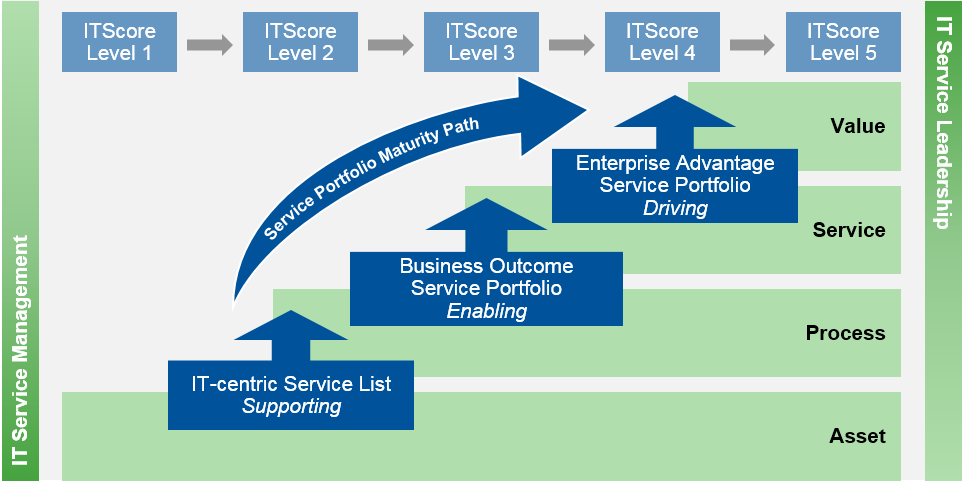 ITScore
Level 1
ITScore
Level 2
ITScore
Level 3
ITScore
Level 4
ITScore
Level 5
IT Service Management
IT Service Leadership
Service Portfolio Maturity Path
Value
Enterprise Advantage
Service Portfolio
Driving
Service
Business Outcome
Service Portfolio
Enabling
Process
IT-centric Service List
Supporting
Asset